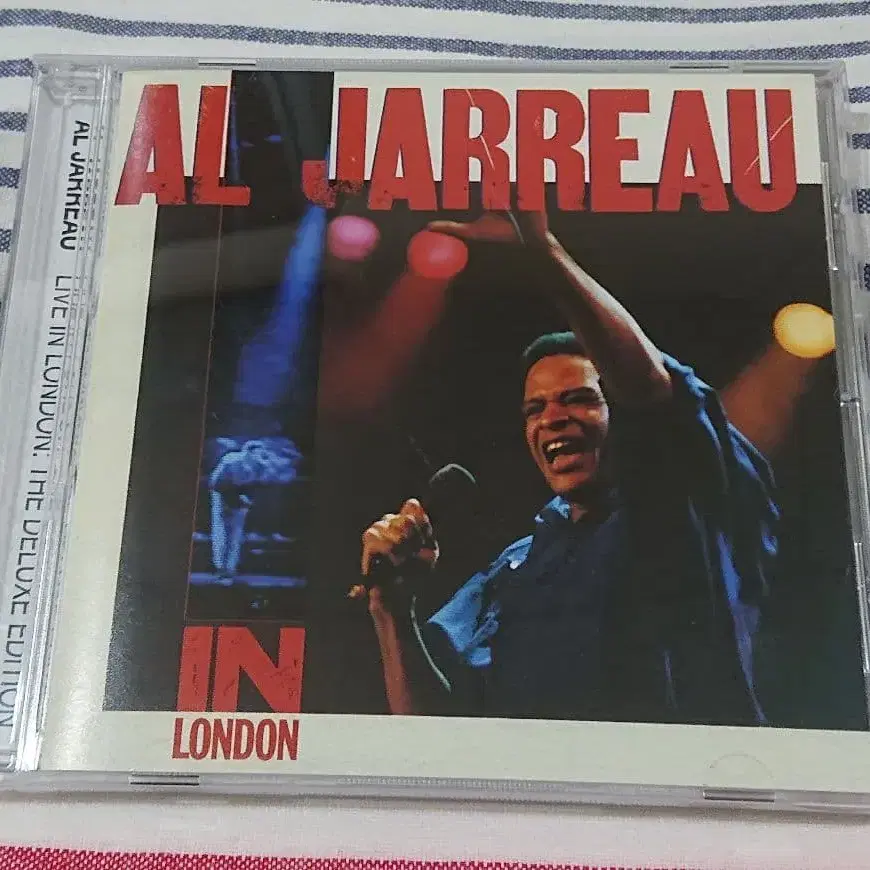 AL JARREAU
IN
LONDON
AL JARREAU LIVE IN LONDON: THE DELUXE EDITION